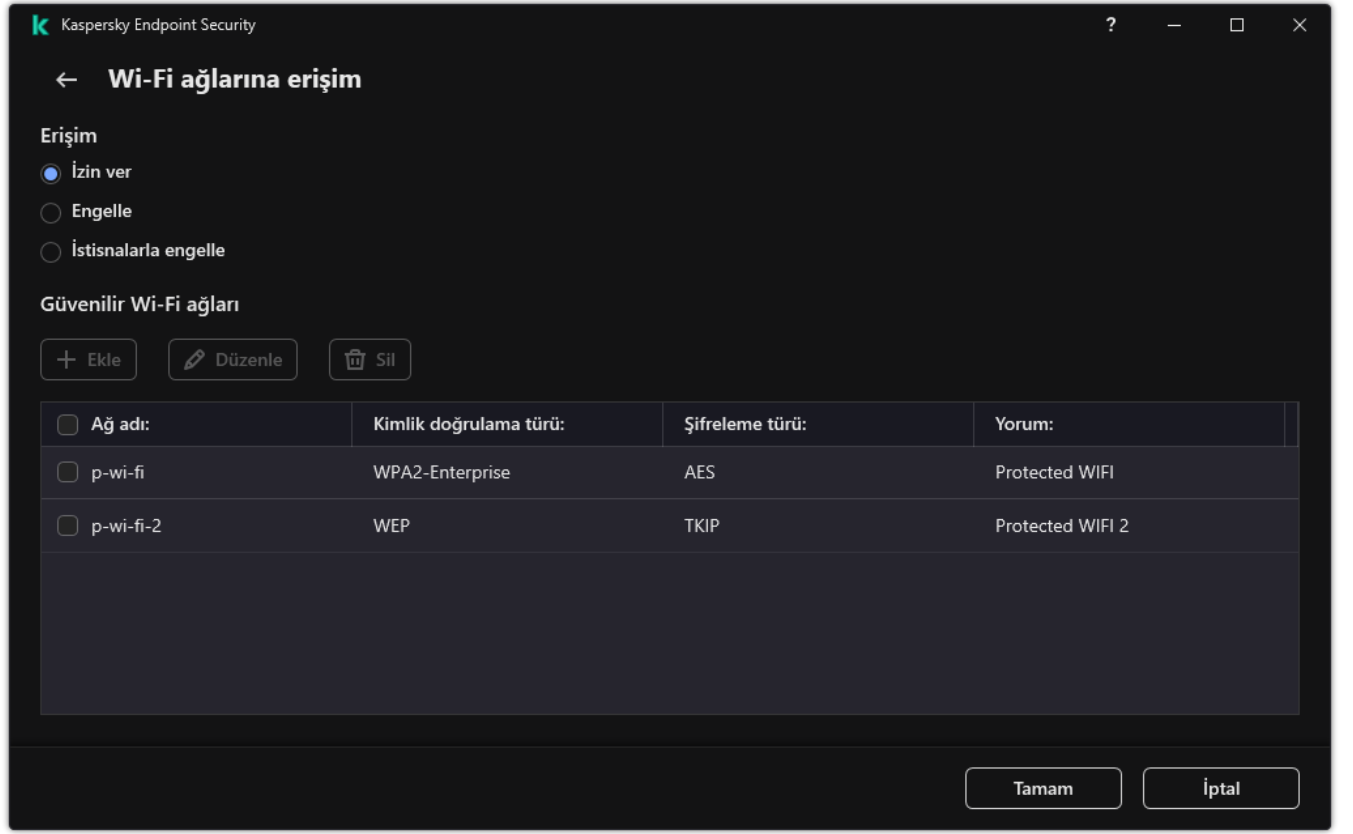 Kaspersky Endpoint Security ?
Wi-Fi ağlarına erişim
Erişim
İzin ver
Engelle
İstisnalarla engelle
Güvenilir Wi-Fi ağları
Ekle Düzenle Sil
Ağ adı: Kimlik doğrulama türü: Şifreleme türü: Yorum:
p-wi-fi WPA2-Enterprise AES Protected WIFI
p-wi-fi-2 WEP TKIP Protected WIFI 2
Tamam İptal